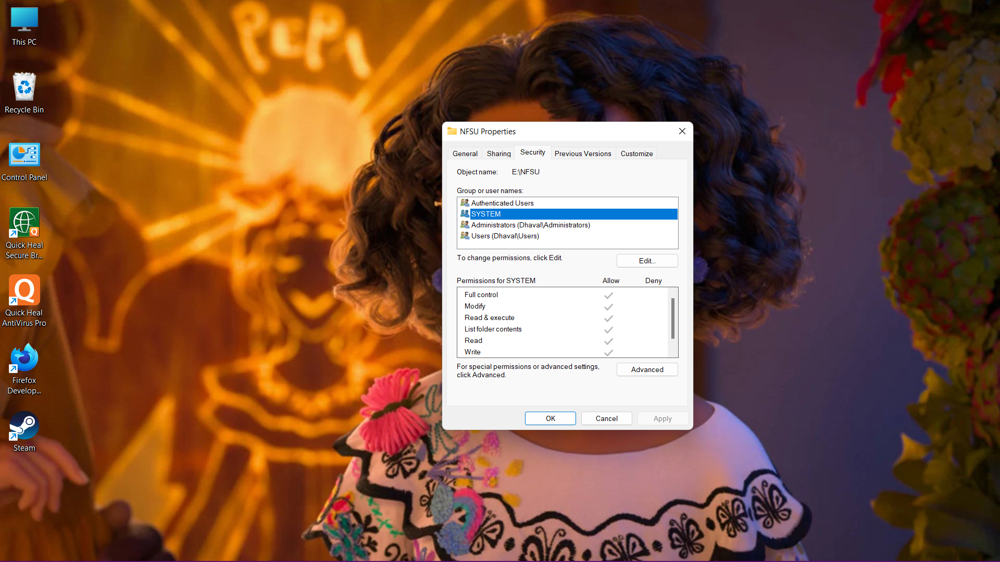 This PC
Recycle Bin
Control Panel
Quick Heal
Secure Br...
Quick Heal
AntiVirus Pro
Firefox
Develop...
Steam
PEPI
NFSU Properties
General Sharing Security Previous Versions Customize
Object name: E:\NFSU
Group or user names:
Authenticated Users
SYSTEM
Administrators (Dhaval\Administrators)
Users (Dhaval\Users)
To change permissions, click Edit.
Edit...
Permissions for SYSTEM Allow Deny
Full control
Modify
Read & execute
List folder contents
Read
Write
For special permissions or advanced settings,
click Advanced.
Advanced
OK Cancel Apply